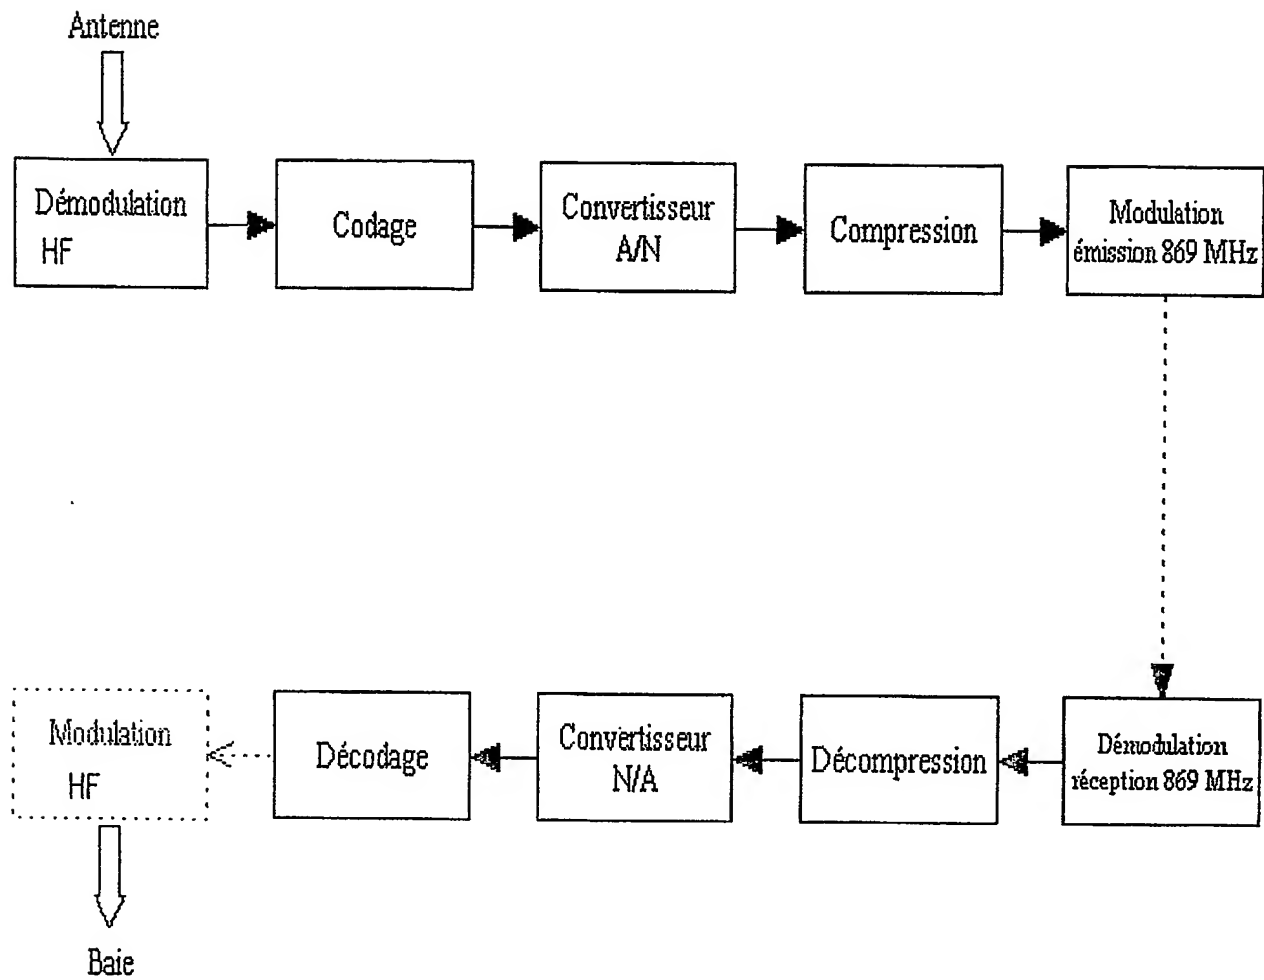 Antenne
Démodulation
HF
Codage
Convertisseur
A/N
Compression
Modulation
émission 869 MHz
Modulation
HF
Décodage
Convertisseur
N/A
Décompression
Démodulation
réception 869 MHz
Baie